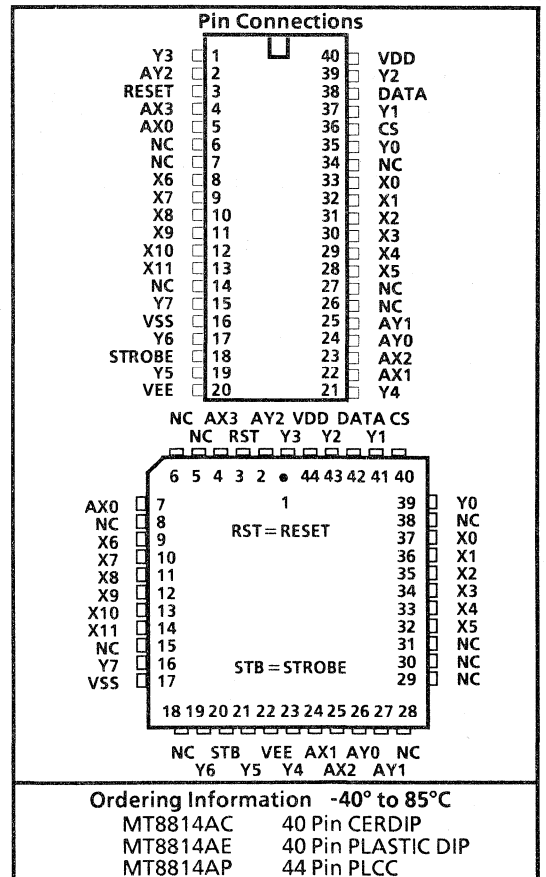 Pin Connections
Y3 1 40 VDD
AY2 2 39 Y2
RESET 3 38 DATA
AX3 4 37 Y1
AX0 5 36 CS
NC 6 35 Y0
NC 7 34 NC
X6 8 33 X0
X7 9 32 X1
X8 10 31 X2
X9 11 30 X3
X10 12 29 X4
X11 13 28 X5
NC 14 27 NC
Y7 15 26 NC
VSS 16 25 AY1
Y6 17 24 AY0
STROBE 18 23 AX2
Y5 19 22 AX1
VEE 20 21 Y4
NC AX3 AY2 VDD DATA CS
NC RST Y3 Y2 Y1
6 5 4 3 2 44 43 42 41 40
1
AX0 7 39 Y0
NC 8 38 NC
X6 9 37 X0
X7 10 36 X1
X8 11 35 X2
X9 12 34 X3
X10 13 33 X4
X11 14 32 X5
NC 15 31 NC
Y7 16 30 NC
VSS 17 29 NC
RST = RESET
STB = STROBE
18 19 20 21 22 23 24 25 26 27 28
NC STB VEE AX1 AY0 NC
Y6 Y5 Y4 AX2 AY1
Ordering Information -40° to 85°C
MT8814AC 40 Pin CERDIP
MT8814AE 40 Pin PLASTIC DIP
MT8814AP 44 Pin PLCC